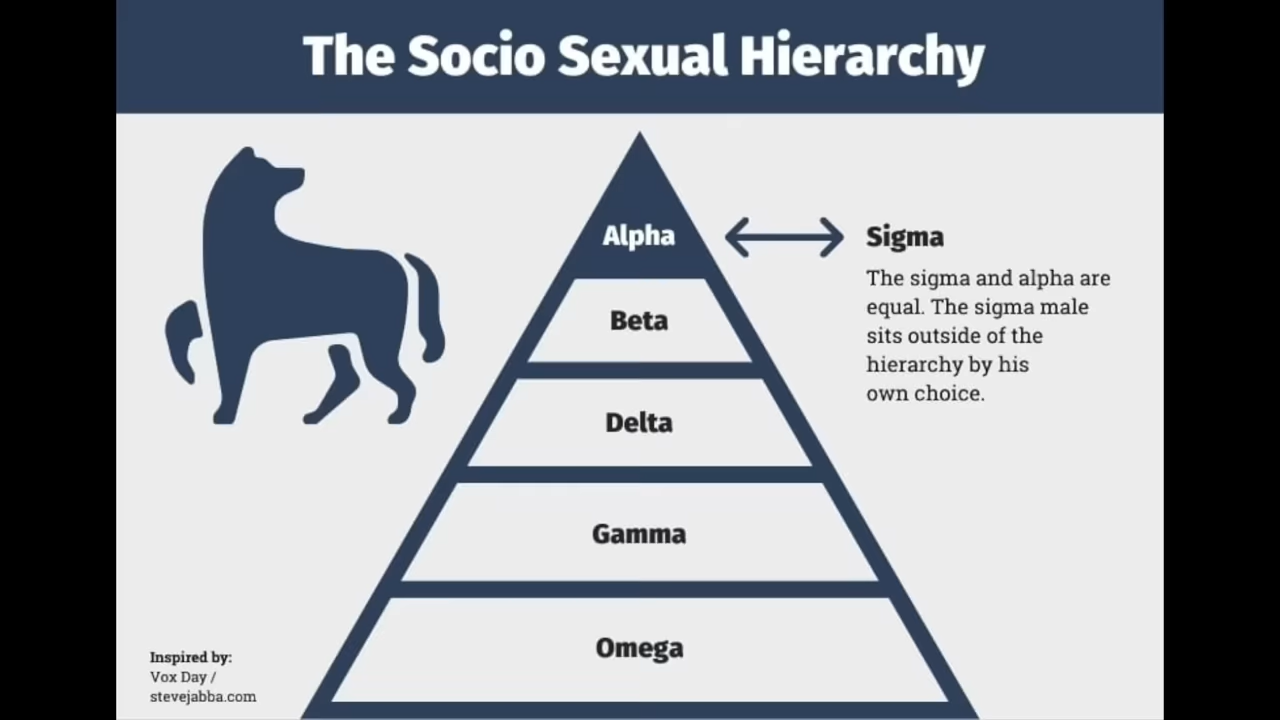 The Socio Sexual Hierarchy
Alpha
Sigma
The sigma and alpha are
equal. The sigma male
sits outside of the
hierarchy by his
own choice.
Beta
Delta
Gamma
Omega
Inspired by:
Vox Day /
stevejabba.com